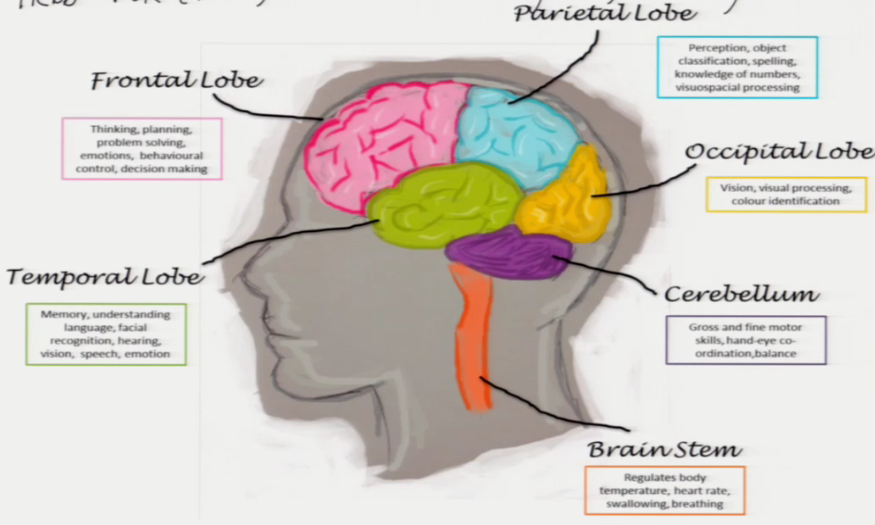 Parietal Lobe
Perception, object
classification, spelling,
knowledge of numbers,
visuospacial processing
Frontal Lobe
Thinking, planning,
problem solving,
emotions, behavioural
control, decision making
Occipital Lobe
Vision, visual processing,
colour identification
Temporal Lobe
Memory, understanding
language, facial
recognition, hearing,
vision, speech, emotion
Cerebellum
Gross and fine motor
skills, hand-eye co-
ordination,balance
Brain Stem
Regulates body
temperature, heart rate,
swallowing, breathing